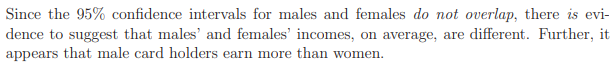 Since the 95% confidence intervals for males and females do not overlap, there is evi-
dence to suggest that males' and females' incomes, on average, are different. Further, it
appears that male card holders earn more than women.